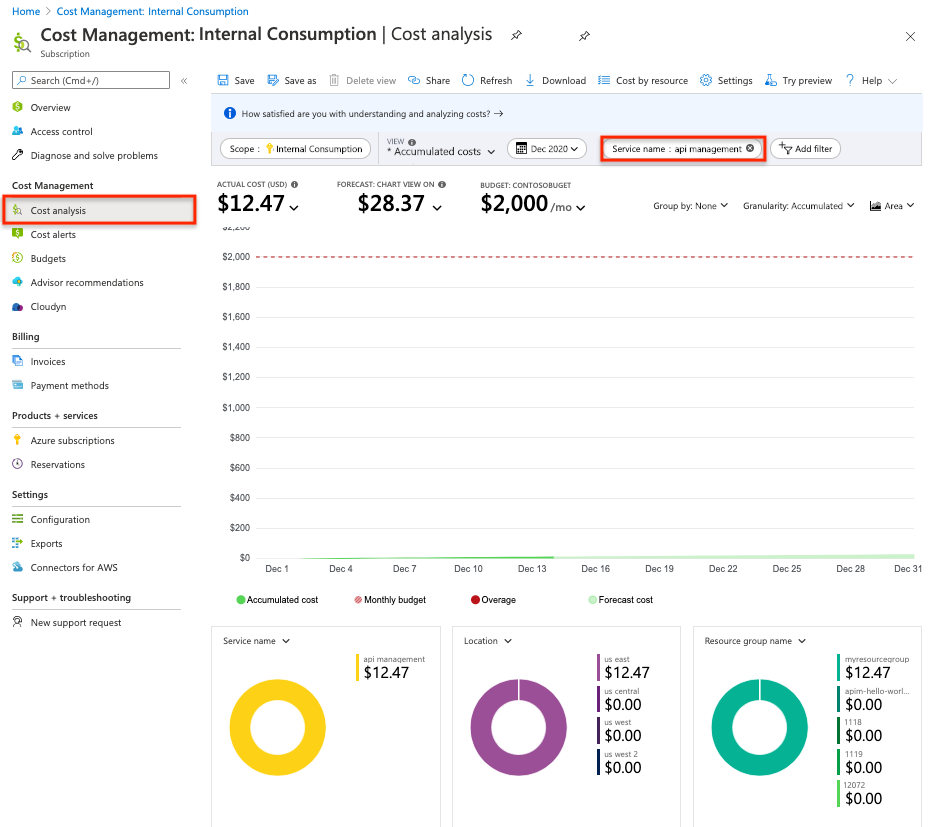 Home > Cost Management: Internal Consumption
Cost Management: Internal Consumption | Cost analysis
Subscription
Search (Cmd+/)
Overview
Access control
Diagnose and solve problems
Cost Management
Cost analysis
Cost alerts
Budgets
Advisor recommendations
Cloudyn
Billing
Invoices
Payment methods
Products + services
Azure subscriptions
Reservations
Settings
Configuration
Exports
Connectors for AWS
Support + troubleshooting
New support request
Save Save as Delete view Share Refresh Download Cost by resource Settings Try preview ? Help
How satisfied are you with understanding and analyzing costs? →
Scope : Internal Consumption
VIEW
* Accumulated costs
Dec 2020
Service name : api management
Add filter
ACTUAL COST (USD)
$12.47
FORECAST: CHART VIEW ON
$28.37
BUDGET: CONTOSOBUGET
$2,000 /mo
Group by: None Granularity: Accumulated Area
$2,200
$2,000
$1,800
$1,600
$1,400
$1,200
$1,000
$800
$600
$400
$200
$0
Dec 1 Dec 4 Dec 7 Dec 10 Dec 13 Dec 16 Dec 19 Dec 22 Dec 25 Dec 28 Dec 31
Accumulated cost Monthly budget Overage Forecast cost
Service name
api management
$12.47
Location
us east
$12.47
us central
$0.00
us west
$0.00
us west 2
$0.00
Resource group name
myresourcegroup
$12.47
apim-hello-worl...
$0.00
1118
$0.00
1119
$0.00
12072
$0.00